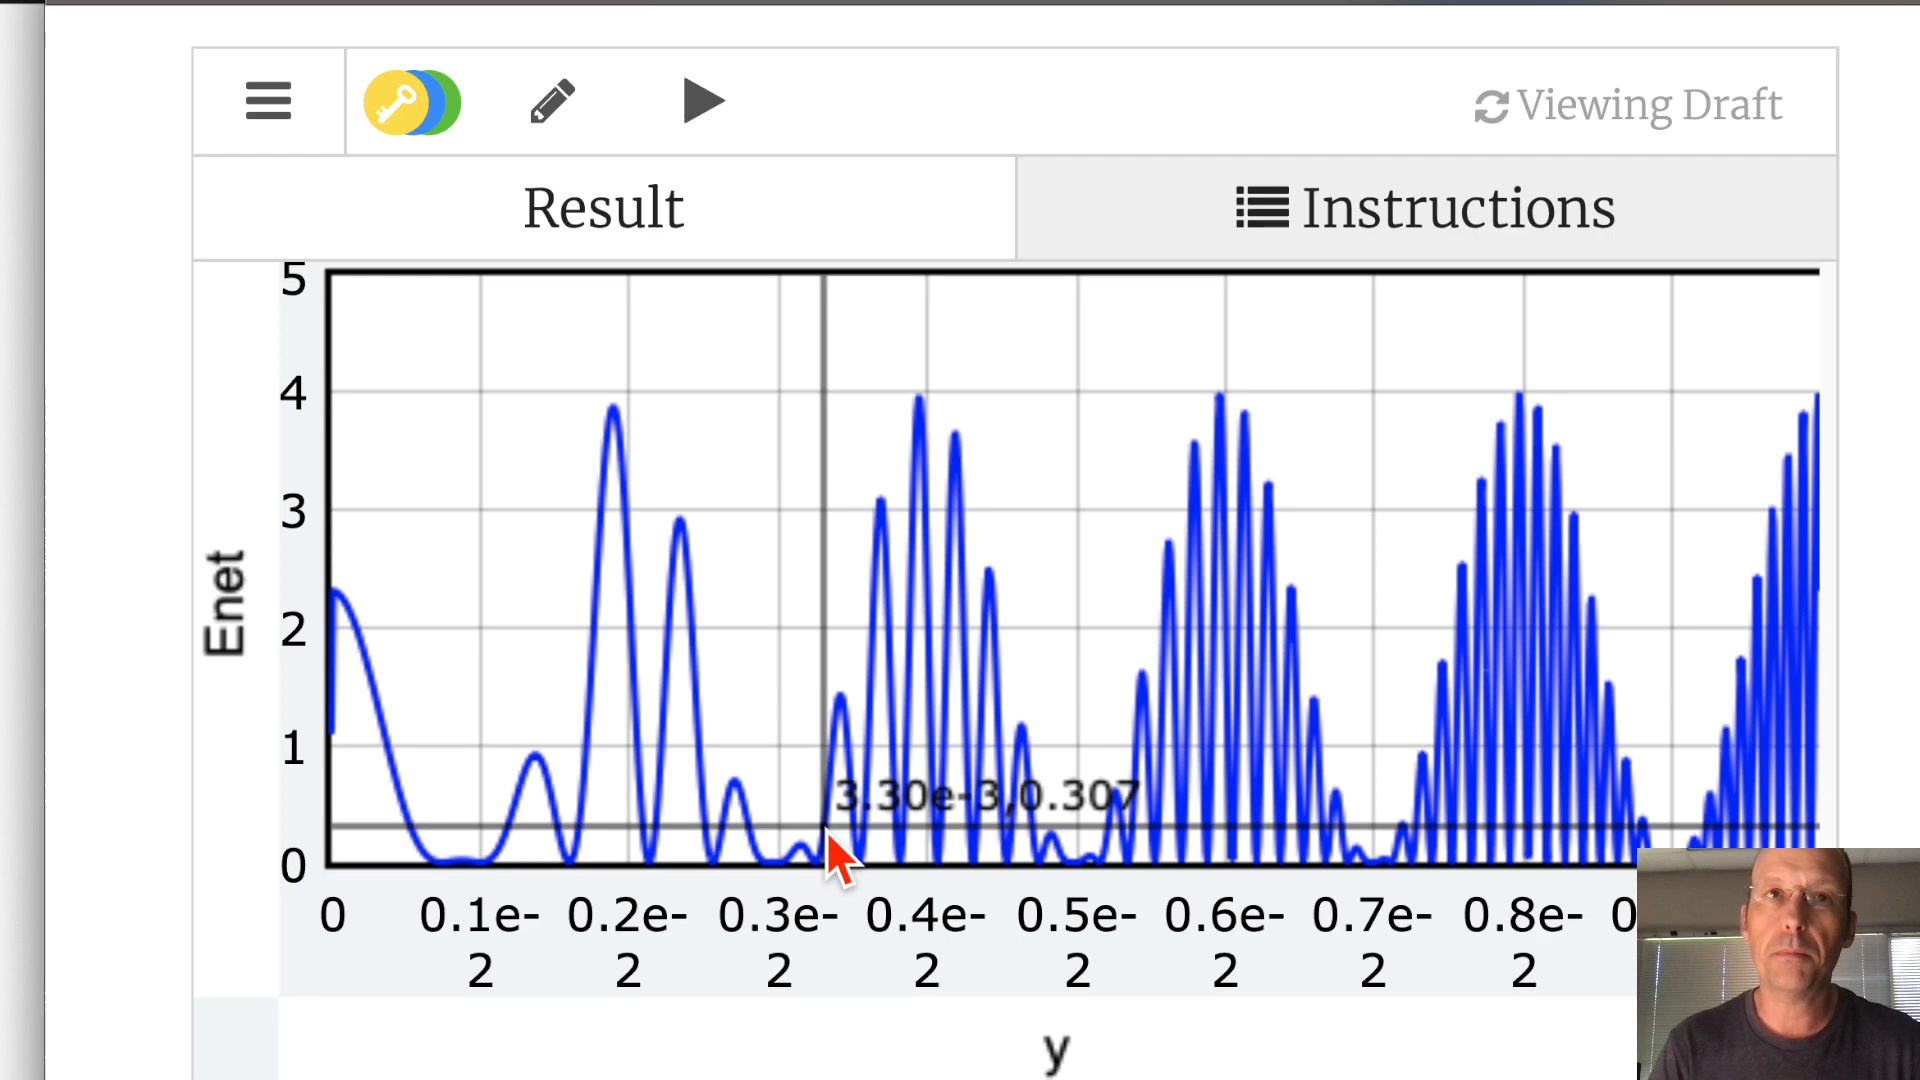 Viewing Draft
Result
Instructions
5
4
3
2
1
0
Enet
3.30e-3,0.307
0 0.1e-2 0.2e-2 0.3e-2 0.4e-2 0.5e-2 0.6e-2 0.7e-2 0.8e-2 0
y